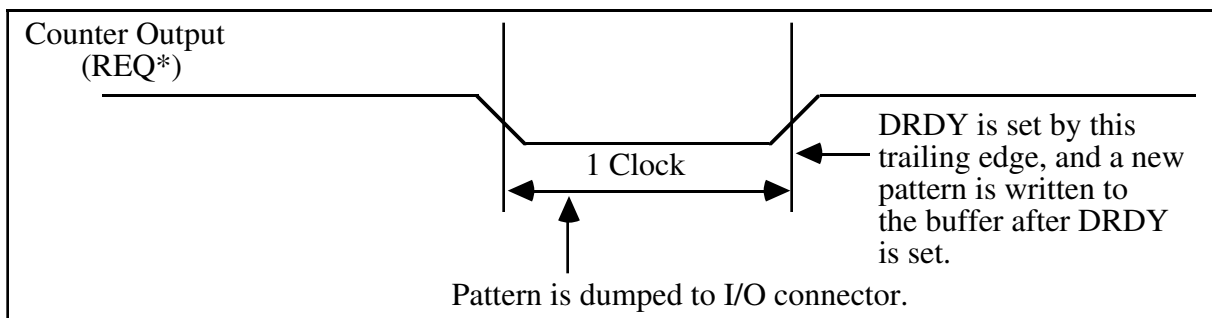 Counter Output
(REQ*)
1 Clock
DRDY is set by this
trailing edge, and a new
pattern is written to
the buffer after DRDY
is set.
Pattern is dumped to I/O connector.